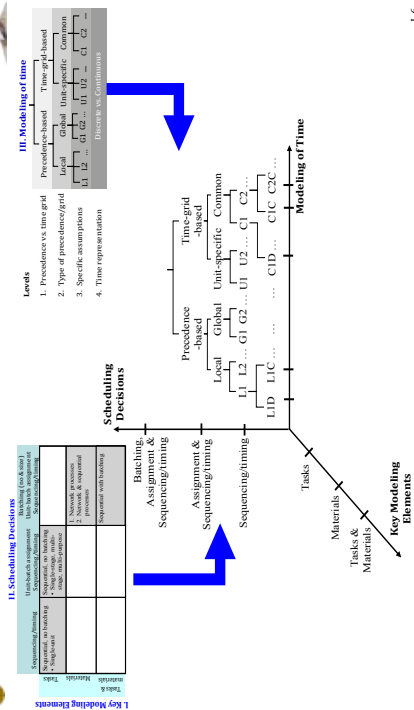 II. Scheduling Decisions
Sequencing/timing
Unit-batch assignment
Sequencing/timing
Batching (no & size)
Unit-batch assignment
Sequencing/timing
I. Key Modeling Elements
Tasks
Sequential, no batching
• Single-unit
Sequential, no batching
• Single-stage, multi-
stage, multi-purpose
Materials
1. Network processes
2. Network & sequential
processes
Tasks &
materials
Sequential with batching
III. Modeling of time
Levels
1. Precedence vs. time grid
2. Type of precedence/grid
3. Specific assumptions
4. Time representation
Precedence-based
Time-grid-based
Local
Global
Unit-specific
Common
L1 L2 ...
G1 G2 ...
U1 U2 ...
C1 C2 ...
Discrete vs. Continuous
Scheduling
Decisions
Batching,
Assignment &
Sequencing/timing
Assignment &
Sequencing/timing
Sequencing/timing
Precedence
-based
Time-grid
-based
Local
Global
Unit-specific
Common
L1 L2 ...
G1 G2 ...
U1 U2 ...
C1 C2 ...
L1D L1C ... ... ... C1D ... C1C C2C ...
Modeling of Time
Tasks
Materials
Tasks &
Materials
Key Modeling
Elements